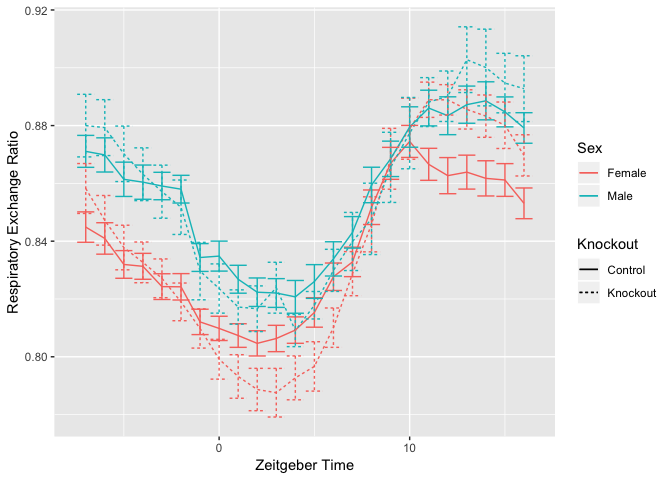 0.92
0.88
0.84
0.80
Respiratory Exchange Ratio
0
10
Zeitgeber Time
Sex
Female
Male
Knockout
Control
Knockout